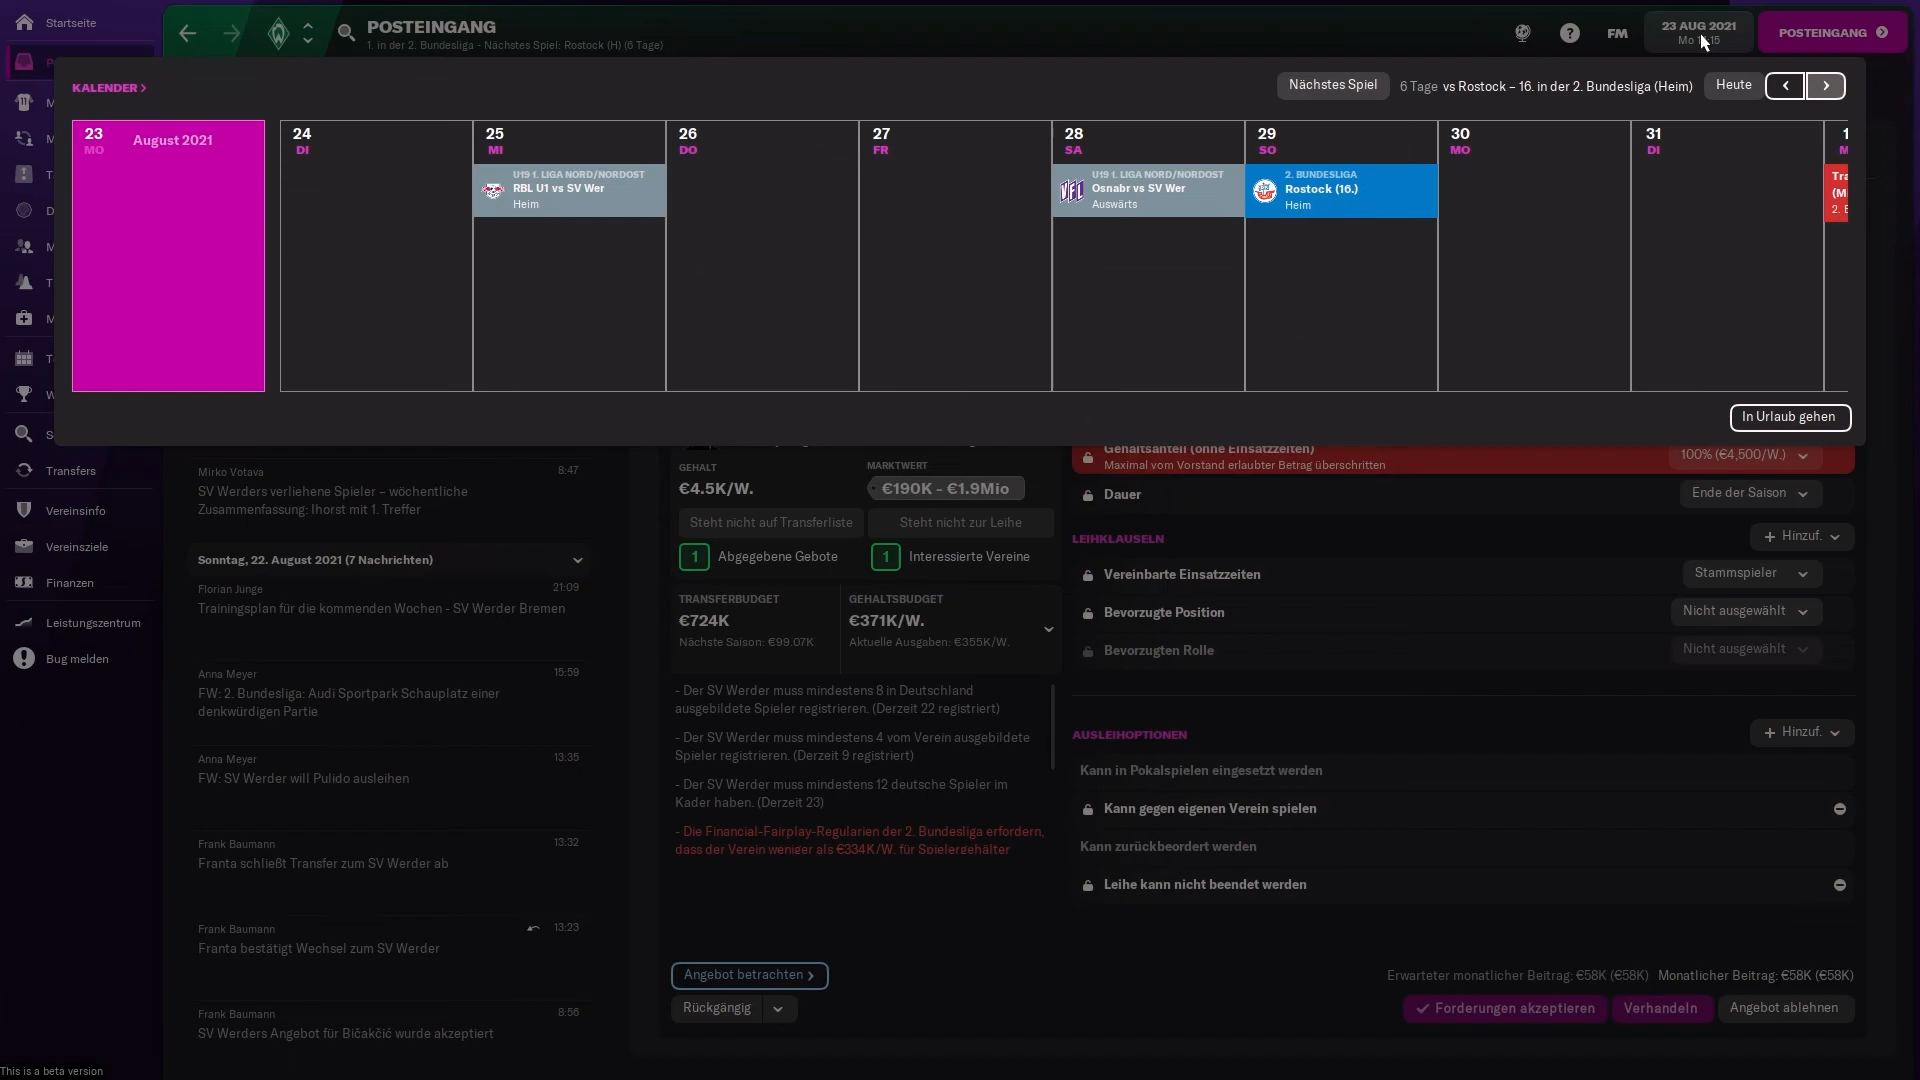 Startseite
POSTEINGANG
1. in der 2. Bundesliga - Nächstes Spiel: Rostock (H) (6 Tage)
FM
23 AUG 2021
Mo
15
POSTEINGANG
KALENDER
Nächstes Spiel
6 Tage vs Rostock – 16. in der 2. Bundesliga (Heim)
Heute
23
MO
August 2021
24
DI
25
MI
U19 1. LIGA NORD/NORDOST
RBL U1 vs SV Wer
Heim
26
DO
27
FR
28
SA
U19 1. LIGA NORD/NORDOST
Osnabr vs SV Wer
Auswärts
29
SO
2. BUNDESLIGA
Rostock (16.)
Heim
30
MO
31
DI
1
M
Tra
(Mi
2. B
In Urlaub gehen
Transfers
Vereinsinfo
Vereinsziele
Finanzen
Leistungszentrum
Bug melden
This is a beta version
Mirko Votava
8:47
SV Werders verliehene Spieler – wöchentliche
Zusammenfassung: Ihorst mit 1. Treffer
Sonntag, 22. August 2021 (7 Nachrichten)
Florian Junge
21:09
Trainingsplan für die kommenden Wochen - SV Werder Bremen
Anna Meyer
15:59
FW: 2. Bundesliga: Audi Sportpark Schauplatz einer
denkwürdigen Partie
Anna Meyer
13:35
FW: SV Werder will Pulido ausleihen
Frank Baumann
13:32
Franta schließt Transfer zum SV Werder ab
Frank Baumann
13:23
Franta bestätigt Wechsel zum SV Werder
Frank Baumann
8:56
SV Werders Angebot für Bičakčić wurde akzeptiert
GEHALT
€4.5K/W.
MARKTWERT
€190K - €1.9Mio
Steht nicht auf Transferliste
Steht nicht zur Leihe
1
Abgegebene Gebote
1
Interessierte Vereine
TRANSFERBUDGET
€724K
Nächste Saison: €99.07K
GEHALTSBUDGET
€371K/W.
Aktuelle Ausgaben: €355K/W.
- Der SV Werder muss mindestens 8 in Deutschland
ausgebildete Spieler registrieren. (Derzeit 22 registriert)
- Der SV Werder muss mindestens 4 vom Verein ausgebildete
Spieler registrieren. (Derzeit 9 registriert)
- Der SV Werder muss mindestens 12 deutsche Spieler im
Kader haben. (Derzeit 23)
- Die Financial-Fairplay-Regularien der 2. Bundesliga erfordern,
dass der Verein weniger als €334K/W. für Spielergehälter
Angebot betrachten
Rückgängig
Gehaltsanteil (ohne Einsatzzeiten)
Maximal vom Vorstand erlaubter Betrag überschritten
100% (€4,500/W.)
Dauer
Ende der Saison
LEIHKLAUSELN
Hinzuf.
Vereinbarte Einsatzzeiten
Stammspieler
Bevorzugte Position
Nicht ausgewählt
Bevorzugten Rolle
Nicht ausgewählt
AUSLEIHOPTIONEN
Hinzuf.
Kann in Pokalspielen eingesetzt werden
Kann gegen eigenen Verein spielen
Kann zurückbeordert werden
Leihe kann nicht beendet werden
Erwarteter monatlicher Beitrag: €58K (€58K) Monatlicher Beitrag: €58K (€58K)
Forderungen akzeptieren
Verhandeln
Angebot ablehnen